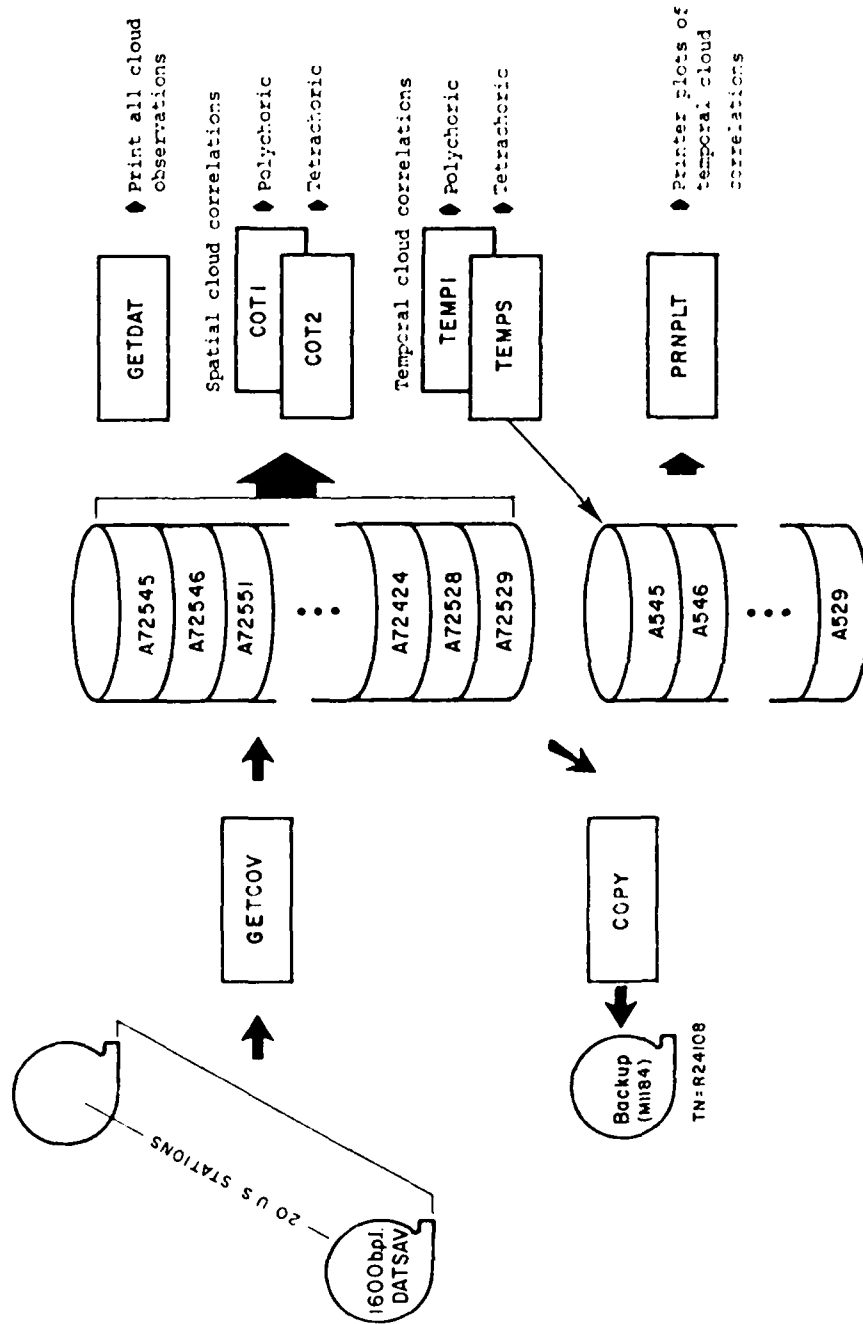 20 U S STATIONS
1600 b.p.i.
DATSAV
GETCOV
COPY
Backup
(M1184)
TN=R24108
A72545
A72546
A72551
A72424
A72528
A72529
A545
A546
A529
GETDAT
Print all cloud
observations
Spatial cloud correlations
COT1
COT2
Polychoric
Tetrachoric
Temporal cloud correlations
TEMP1
TEMPS
Polychoric
Tetrachoric
PRNPLT
Printer plots of
temporal cloud
correlations